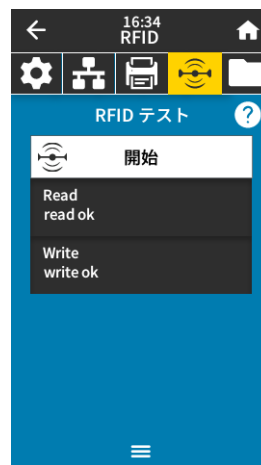 16:34
RFID
RFID テスト
?
開始
Read
read ok
Write
write ok